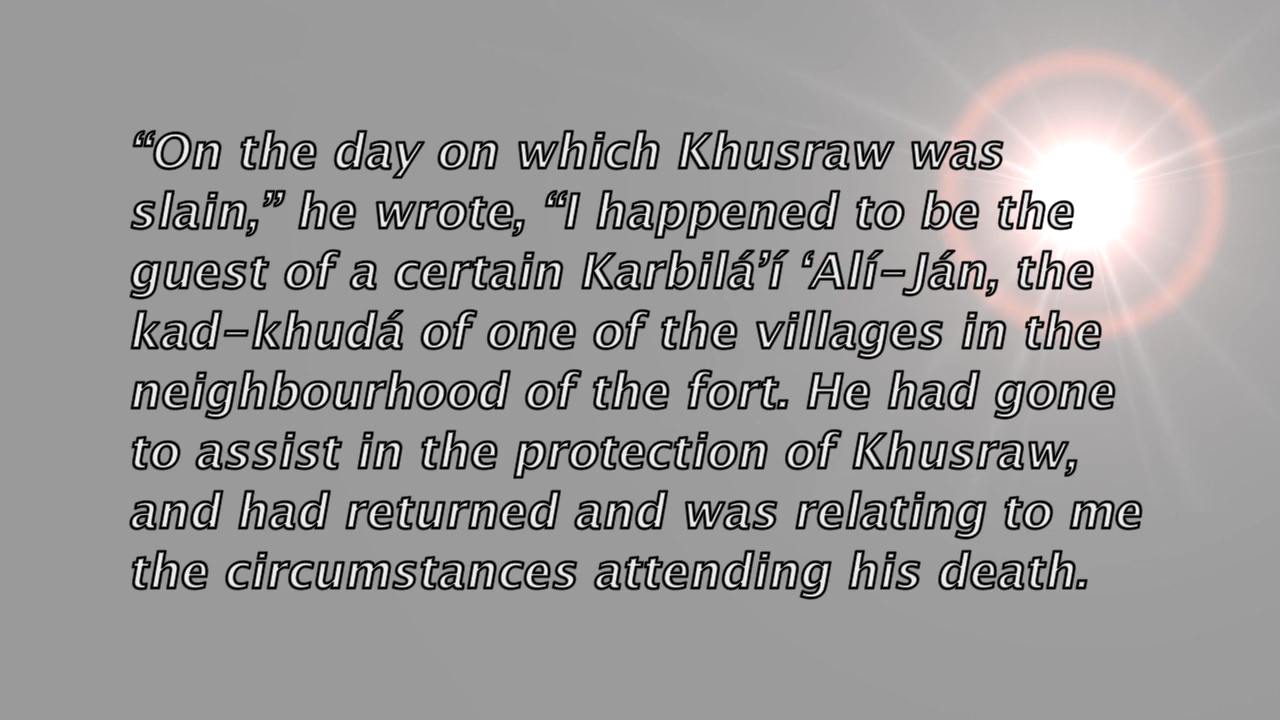 “On the day on which Khusraw was
slain,” he wrote, “I happened to be the
guest of a certain Karbilá’í ‘Alí-Ján, the
kad-khudá of one of the villages in the
neighbourhood of the fort. He had gone
to assist in the protection of Khusraw,
and had returned and was relating to me
the circumstances attending his death.